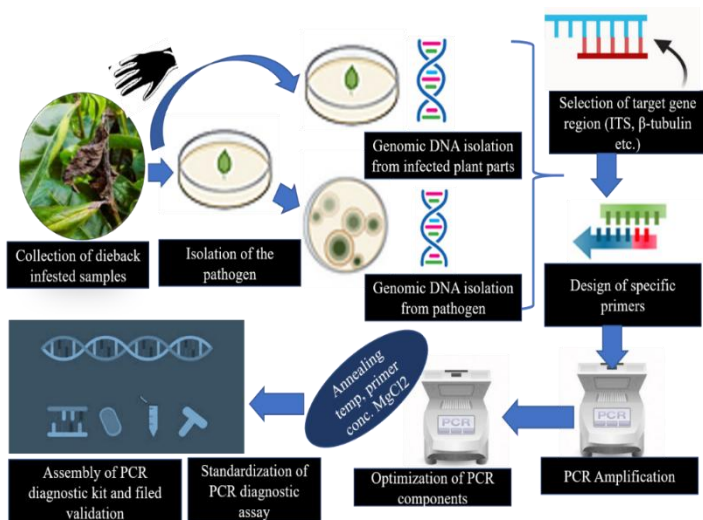 Collection of dieback
infested samples
Isolation of the
pathogen
Genomic DNA isolation
from infected plant parts
Genomic DNA isolation
from pathogen
Selection of target gene
region (ITS, β-tubulin
etc.)
Design of specific
primers
PCR
PCR Amplification
PCR
Optimization of PCR
components
Annealing
temp, primer
conc. MgCl2
Standardization of
PCR diagnostic
assay
Assembly of PCR
diagnostic kit and filed
validation